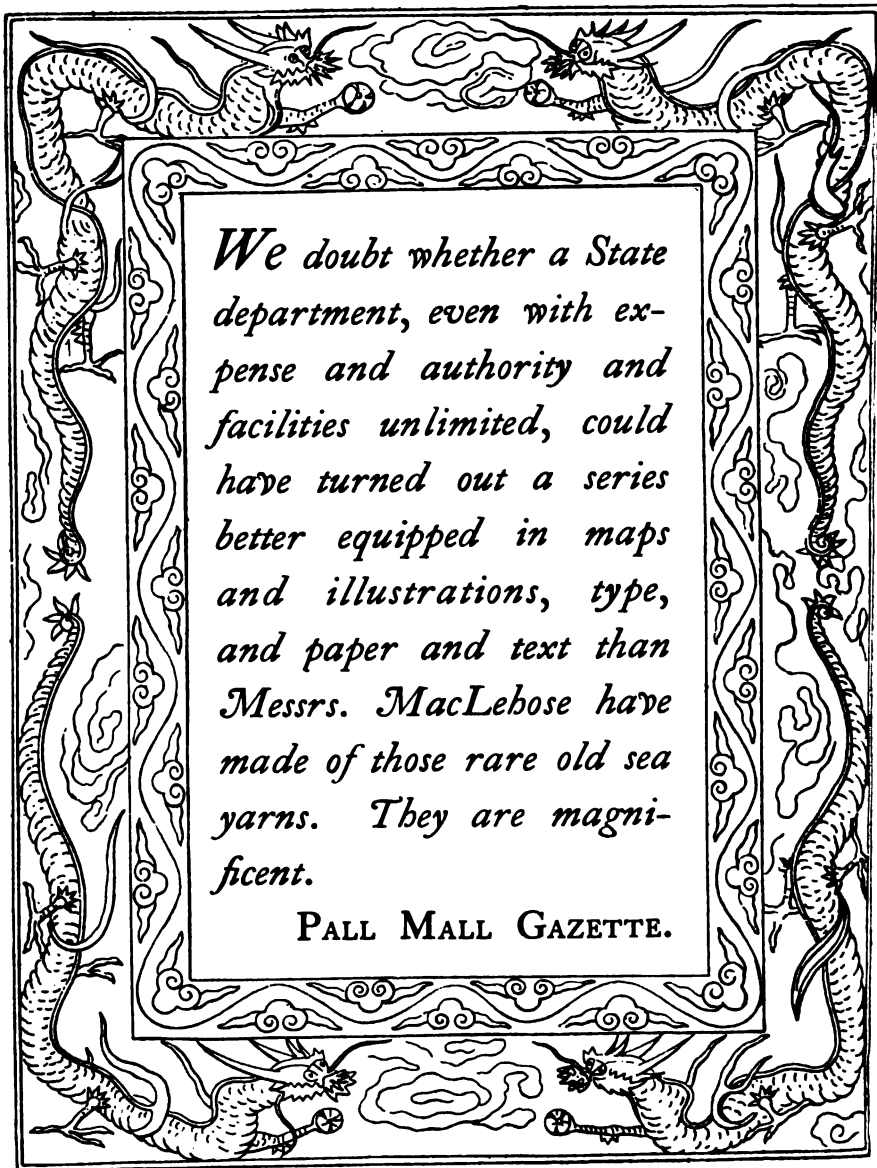 We doubt whether a State
department, even with ex-
pense and authority and
facilities unlimited, could
have turned out a series
better equipped in maps
and illustrations, type,
and paper and text than
Messrs. MacLehose have
made of those rare old sea
yarns. They are magni-
ficent.
PALL MALL GAZETTE.